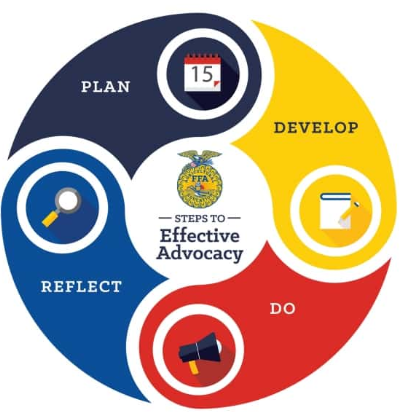 PLAN
15
DEVELOP
FFA
STEPS TO
Effective
Advocacy
REFLECT
DO